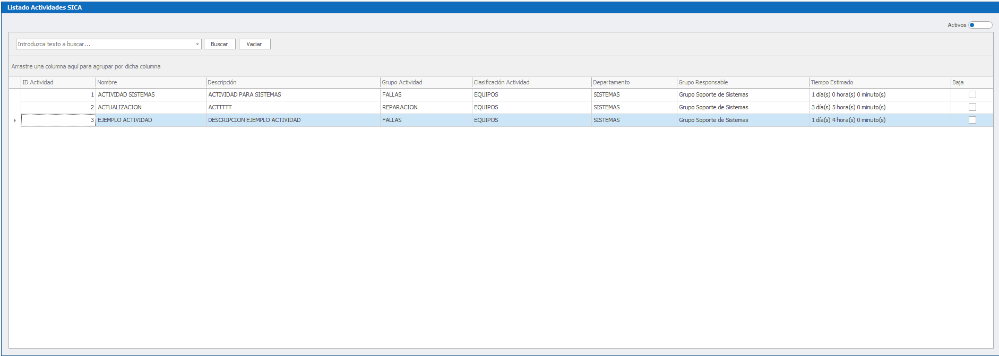 Listado Actividades SICA
Activos
Introduzca texto a buscar... Buscar Vaciar
Arrastre una columna aquí para agrupar por dicha columna
ID Actividad Nombre Descripción Grupo Actividad Clasificación Actividad Departamento Grupo Responsable Tiempo Estimado Baja
1 ACTIVIDAD SISTEMAS ACTIVIDAD PARA SISTEMAS FALLAS EQUIPOS SISTEMAS Grupo Soporte de Sistemas 1 día(s) 0 hora(s) 0 minuto(s)
2 ACTUALIZACION ACTTTTT REPARACION EQUIPOS SISTEMAS Grupo Soporte de Sistemas 3 día(s) 5 hora(s) 0 minuto(s)
3 EJEMPLO ACTIVIDAD DESCRIPCION EJEMPLO ACTIVIDAD FALLAS EQUIPOS SISTEMAS Grupo Soporte de Sistemas 1 día(s) 4 hora(s) 0 minuto(s)